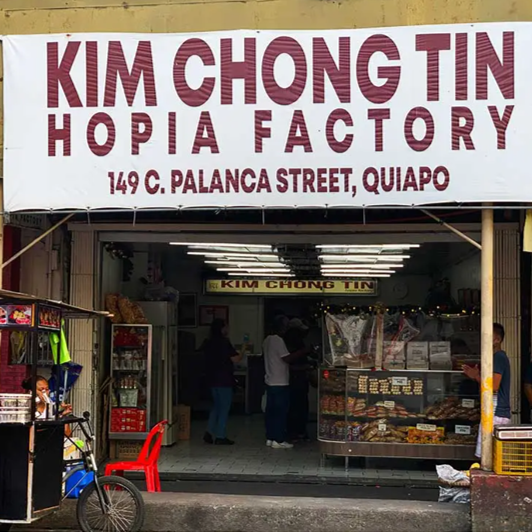 KIM CHONG TIN
HOPIA FACTORY
149 C. PALANCA STREET, QUIAPO
KIM CHONG TIN